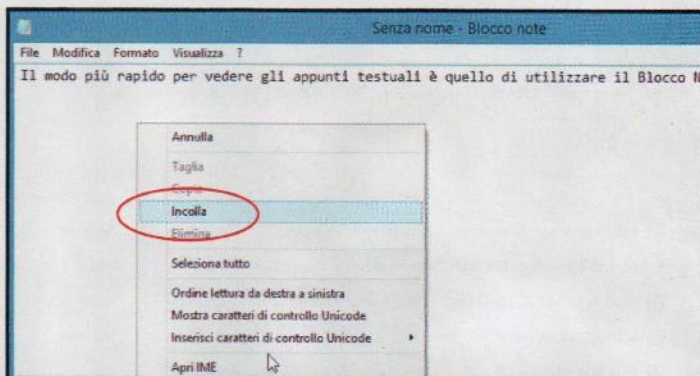 Senza nome - Blocco note
File Modifica Formato Visualizza ?
Il modo più rapido per vedere gli appunti testuali è quello di utilizzare il Blocco N
Annulla
Taglia
Copia
Incolla
Elimina
Seleziona tutto
Ordine lettura da destra a sinistra
Mostra caratteri di controllo Unicode
Inserisci caratteri di controllo Unicode
Apri IME